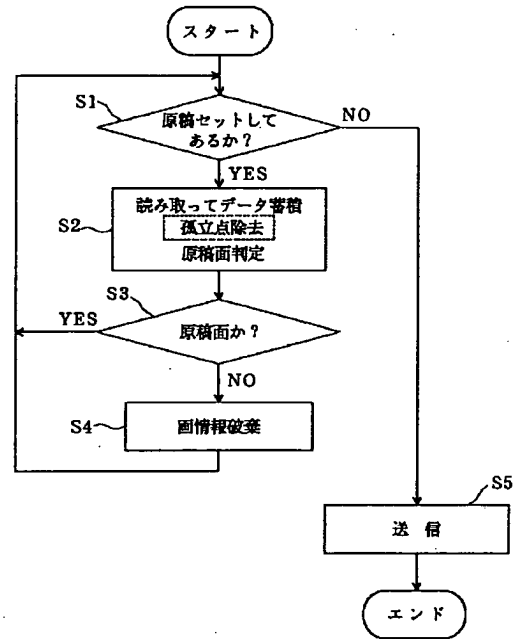 スタート
S1
原稿セットして
あるか？
NO
YES
S2
読み取ってデータ蓄積
孤立点除去
原稿面判定
S3
YES
原稿面か？
NO
S4
画情報破棄
S5
送信
エンド